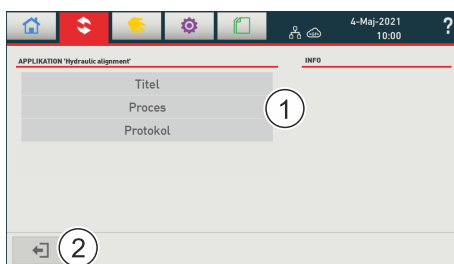 4-Maj-2021
10:00
?
APPLIKATION 'Hydraulic alignment'
INFO
Titel
Proces
Protokol
1
2